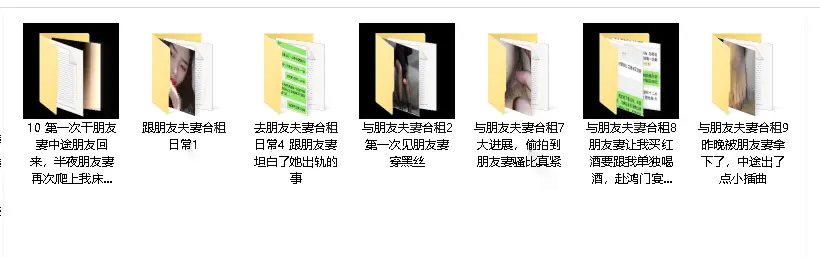 10 第一次干朋友
妻中途朋友回
来，半夜朋友妻
再次爬上我床...
跟朋友夫妻合租
日常1
去朋友夫妻合租
日常4 跟朋友妻
坦白了她出轨的
事
与朋友夫妻合租2
第一次见朋友妻
穿黑丝
与朋友夫妻合租7
大进展，偷拍到
朋友妻骚比真紧
与朋友夫妻合租8
朋友妻让我买红
酒要跟我单独喝
酒，赴鸿门宴...
与朋友夫妻合租9
昨晚被朋友妻拿
下了，中途出了
点小插曲